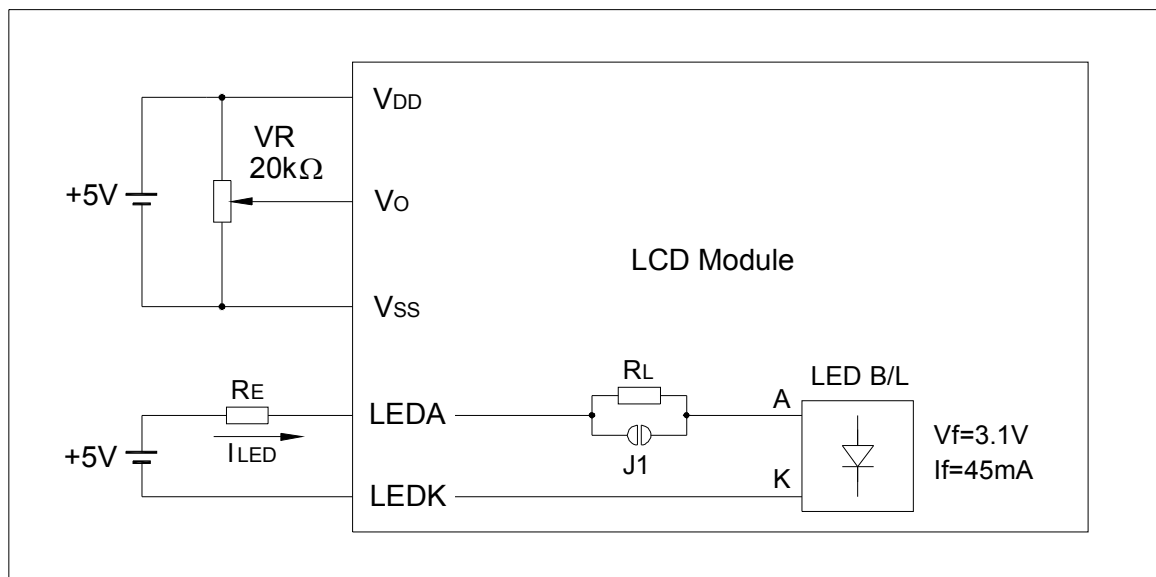 VDD
VR
20kΩ
+5V
VO
LCD Module
VSS
RE
LEDA
ILED
+5V
LEDK
RL
J1
A
K
LED B/L
Vf=3.1V
If=45mA